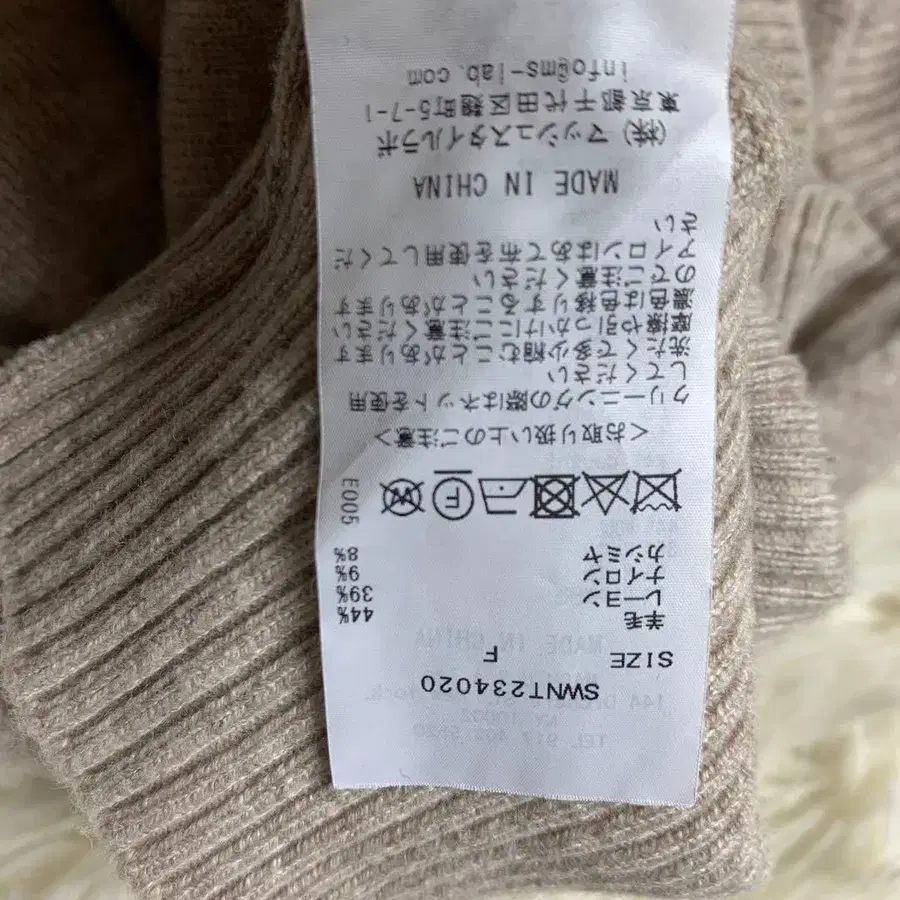 SWNT234020
SIZE F
羊毛 44%
レーヨン 39%
ナイロン 9%
カシミヤ 8%
E005
W
F
<お取り扱い上のご注意>
クリーニングの際はネットを使用
してください
洗たくで多少縮むことがあります
摩擦や引っかけにご注意ください
濃色は色移りすることがあります
のでご注意ください
アイロンはあて布を使用してくだ
さい
MADE IN CHINA
(株) マッシュスタイルラボ
東京都千代田区麹町5-7-1
info@ms-lab.com
MADE IN CHINA
NY 10002